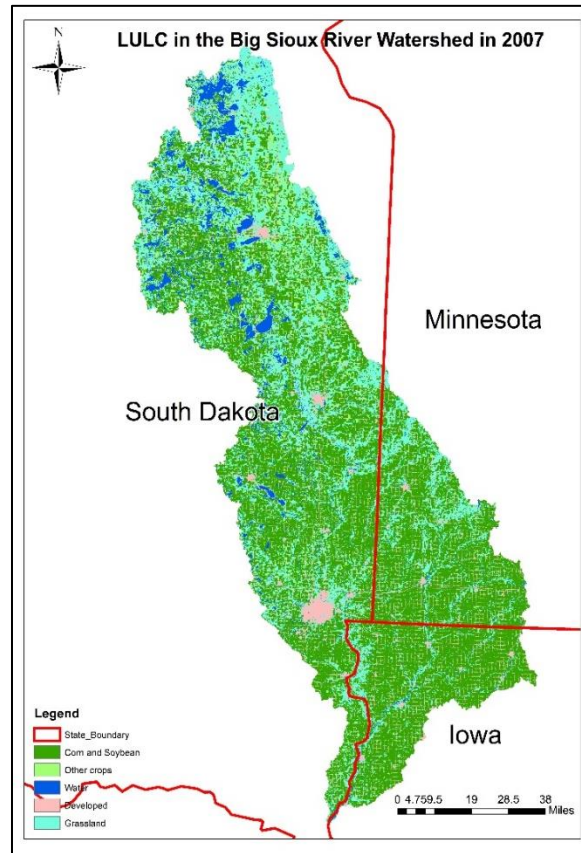 LULC in the Big Sioux River Watershed in 2007
N
Minnesota
South Dakota
Iowa
Legend
State_Boundary
Corn and Soybean
Other crops
Water
Developed
Grassland
0 4.75 9.5 19 28.5 38
Miles